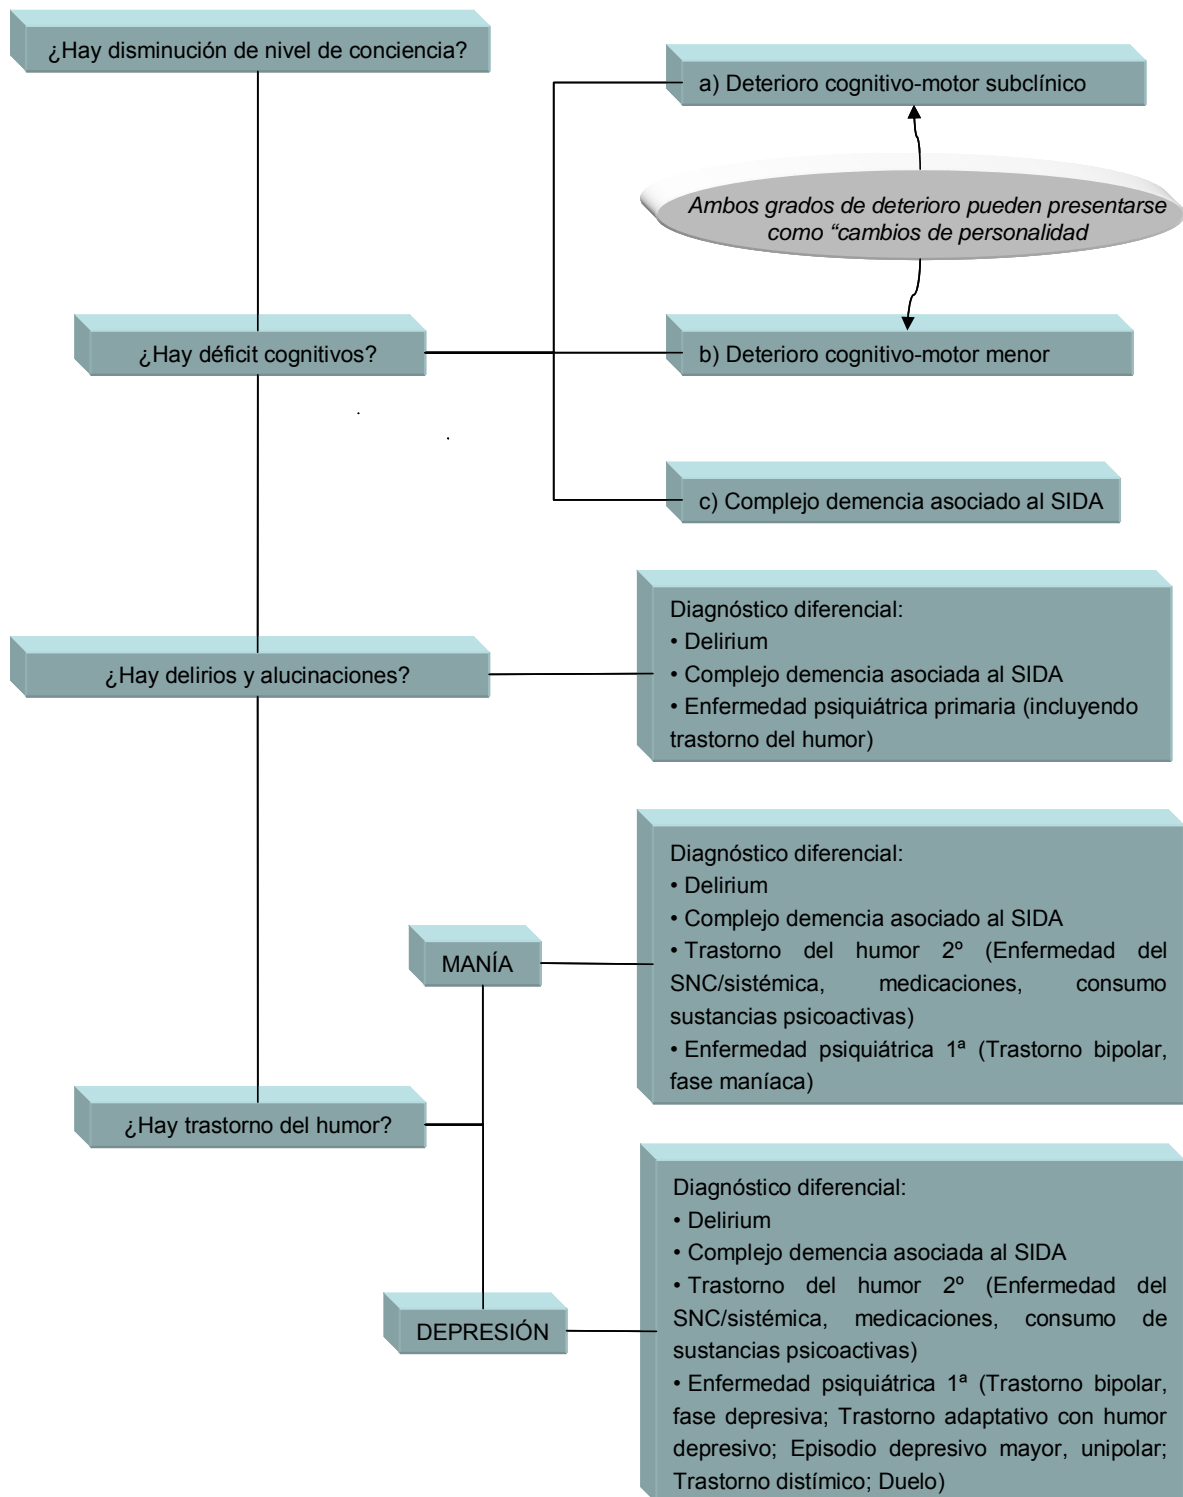 ¿Hay disminución de nivel de conciencia?
a) Deterioro cognitivo-motor subclínico
Ambos grados de deterioro pueden presentarse
como “cambios de personalidad
¿Hay déficit cognitivos?
b) Deterioro cognitivo-motor menor
c) Complejo demencia asociado al SIDA
¿Hay delirios y alucinaciones?
Diagnóstico diferencial:
• Delirium
• Complejo demencia asociada al SIDA
• Enfermedad psiquiátrica primaria (incluyendo
trastorno del humor)
MANÍA
Diagnóstico diferencial:
• Delirium
• Complejo demencia asociado al SIDA
• Trastorno del humor 2º (Enfermedad del
SNC/sistémica, medicaciones, consumo
sustancias psicoactivas)
• Enfermedad psiquiátrica 1ª (Trastorno bipolar,
fase maníaca)
¿Hay trastorno del humor?
DEPRESIÓN
Diagnóstico diferencial:
• Delirium
• Complejo demencia asociada al SIDA
• Trastorno del humor 2º (Enfermedad del
SNC/sistémica, medicaciones, consumo de
sustancias psicoactivas)
• Enfermedad psiquiátrica 1ª (Trastorno bipolar,
fase depresiva; Trastorno adaptativo con humor
depresivo; Episodio depresivo mayor, unipolar;
Trastorno distímico; Duelo)